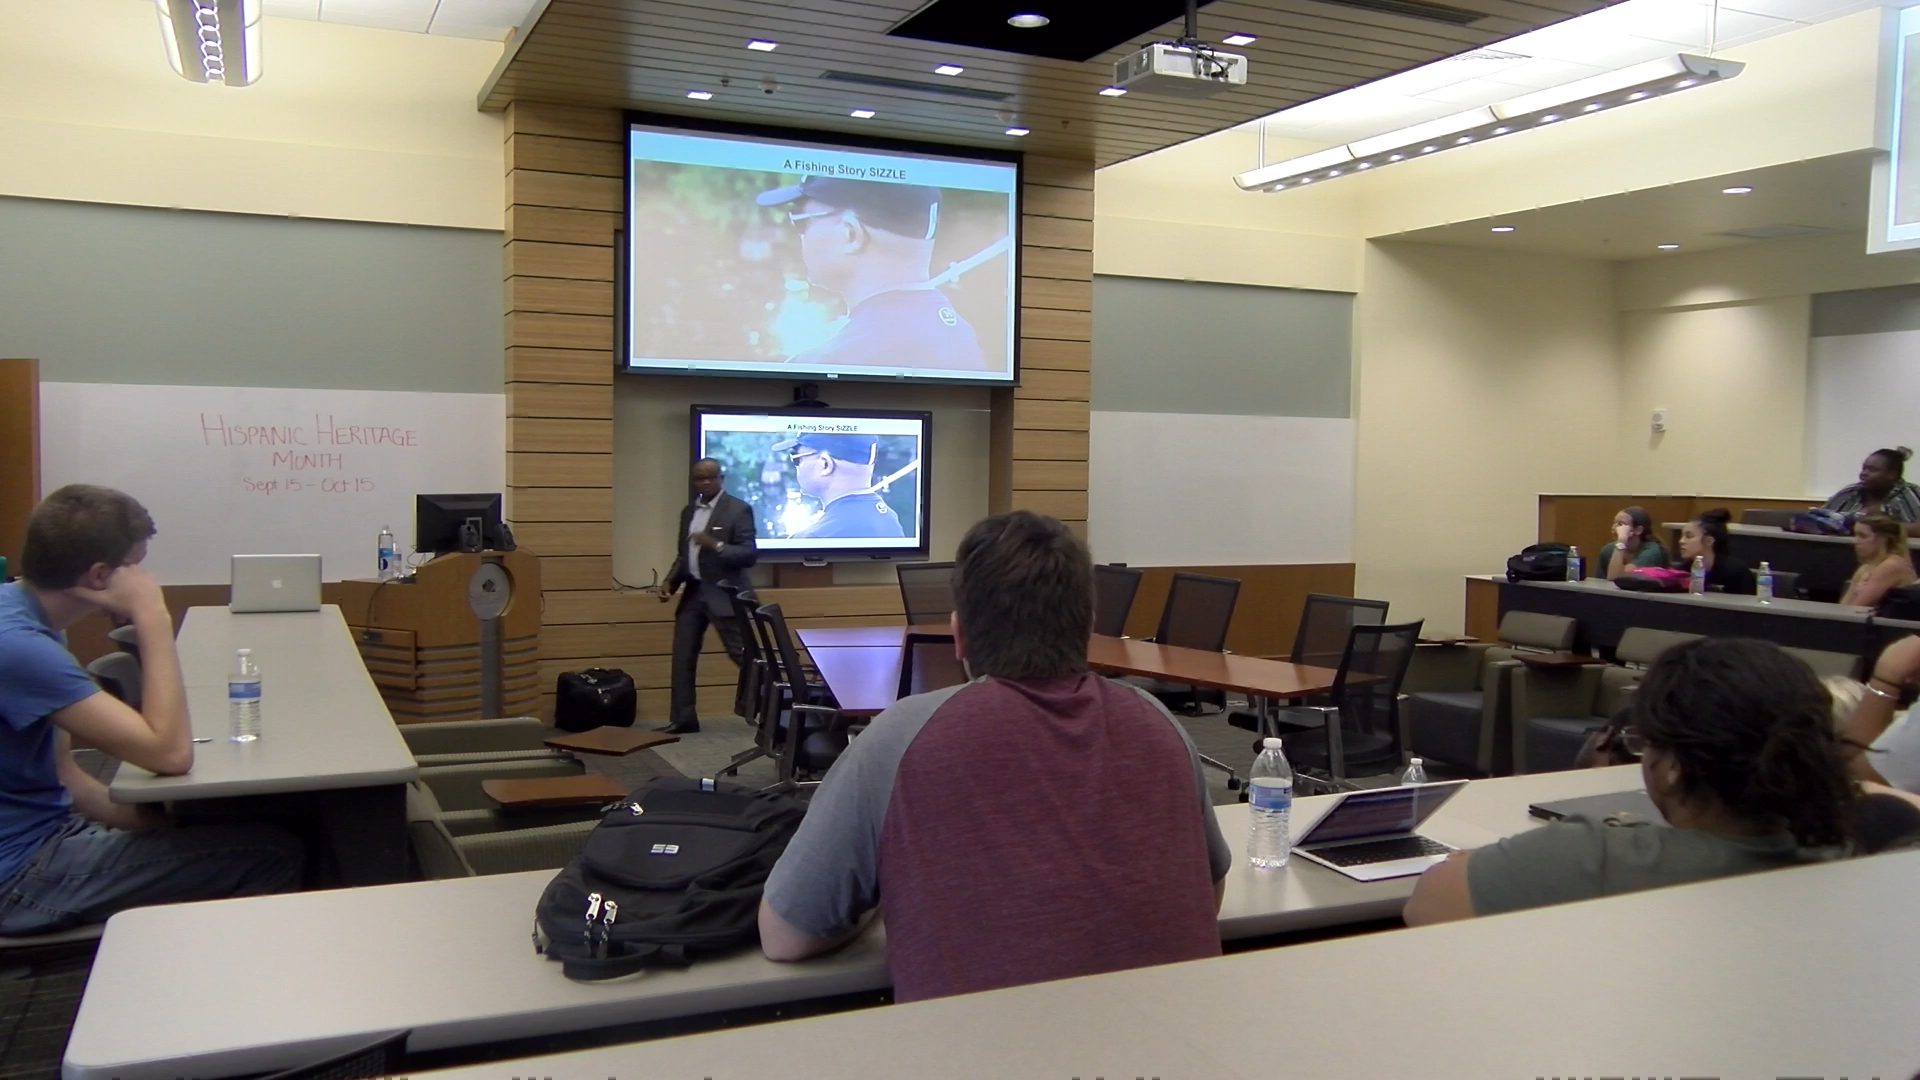 A Fishing Story SIZZLE
A Fishing Story SIZZLE
HISPANIC HERITAGE
MONTH
Sept 15 - Oct 15